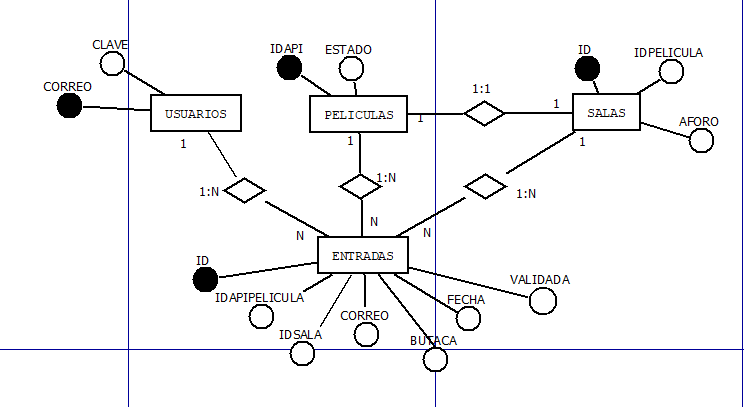 CLAVE
CORREO
USUARIOS
1
IDAPI
ESTADO
PELICULAS
1
1:1
1
ID
IDPELICULA
SALAS
AFORO
1
1
1:N
1:N
1:N
N
N
N
ENTRADAS
ID
IDAPIPELICULA
IDSALA
CORREO
BUTACA
FECHA
VALIDADA